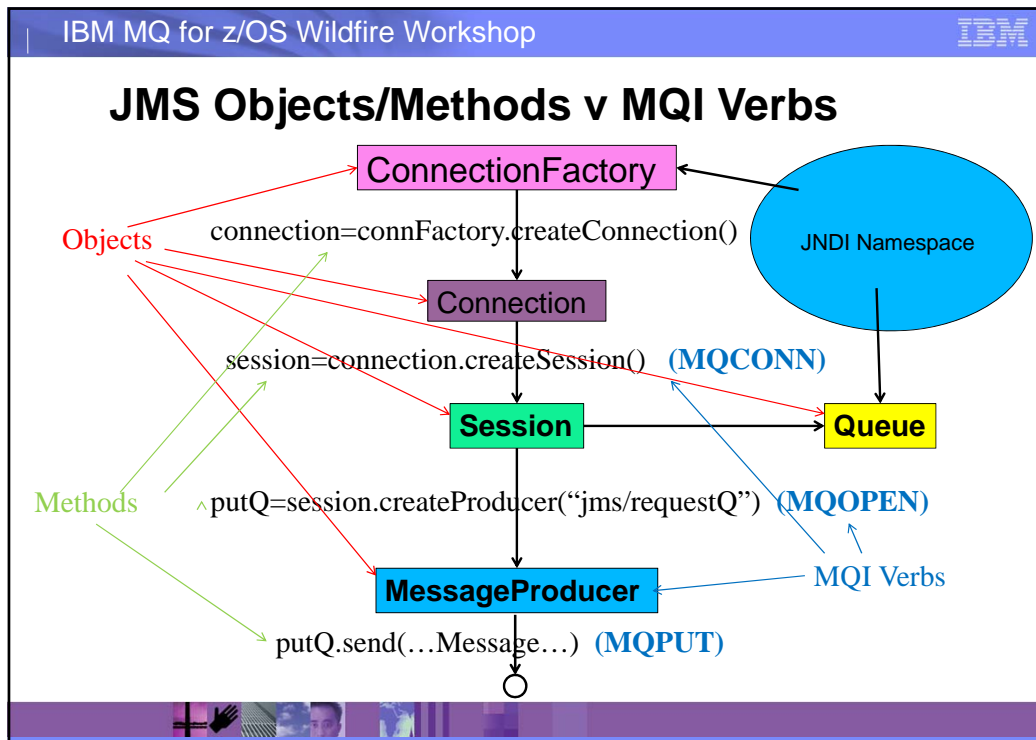 IBM MQ for z/OS Wildfire Workshop
IBM
JMS Objects/Methods v MQI Verbs
ConnectionFactory
Objects
connection=connFactory.createConnection()
JNDI Namespace
Connection
session=connection.createSession() (MQCONN)
Session
Queue
Methods
putQ=session.createProducer(“jms/requestQ”) (MQOPEN)
MQI Verbs
MessageProducer
putQ.send(…Message…) (MQPUT)